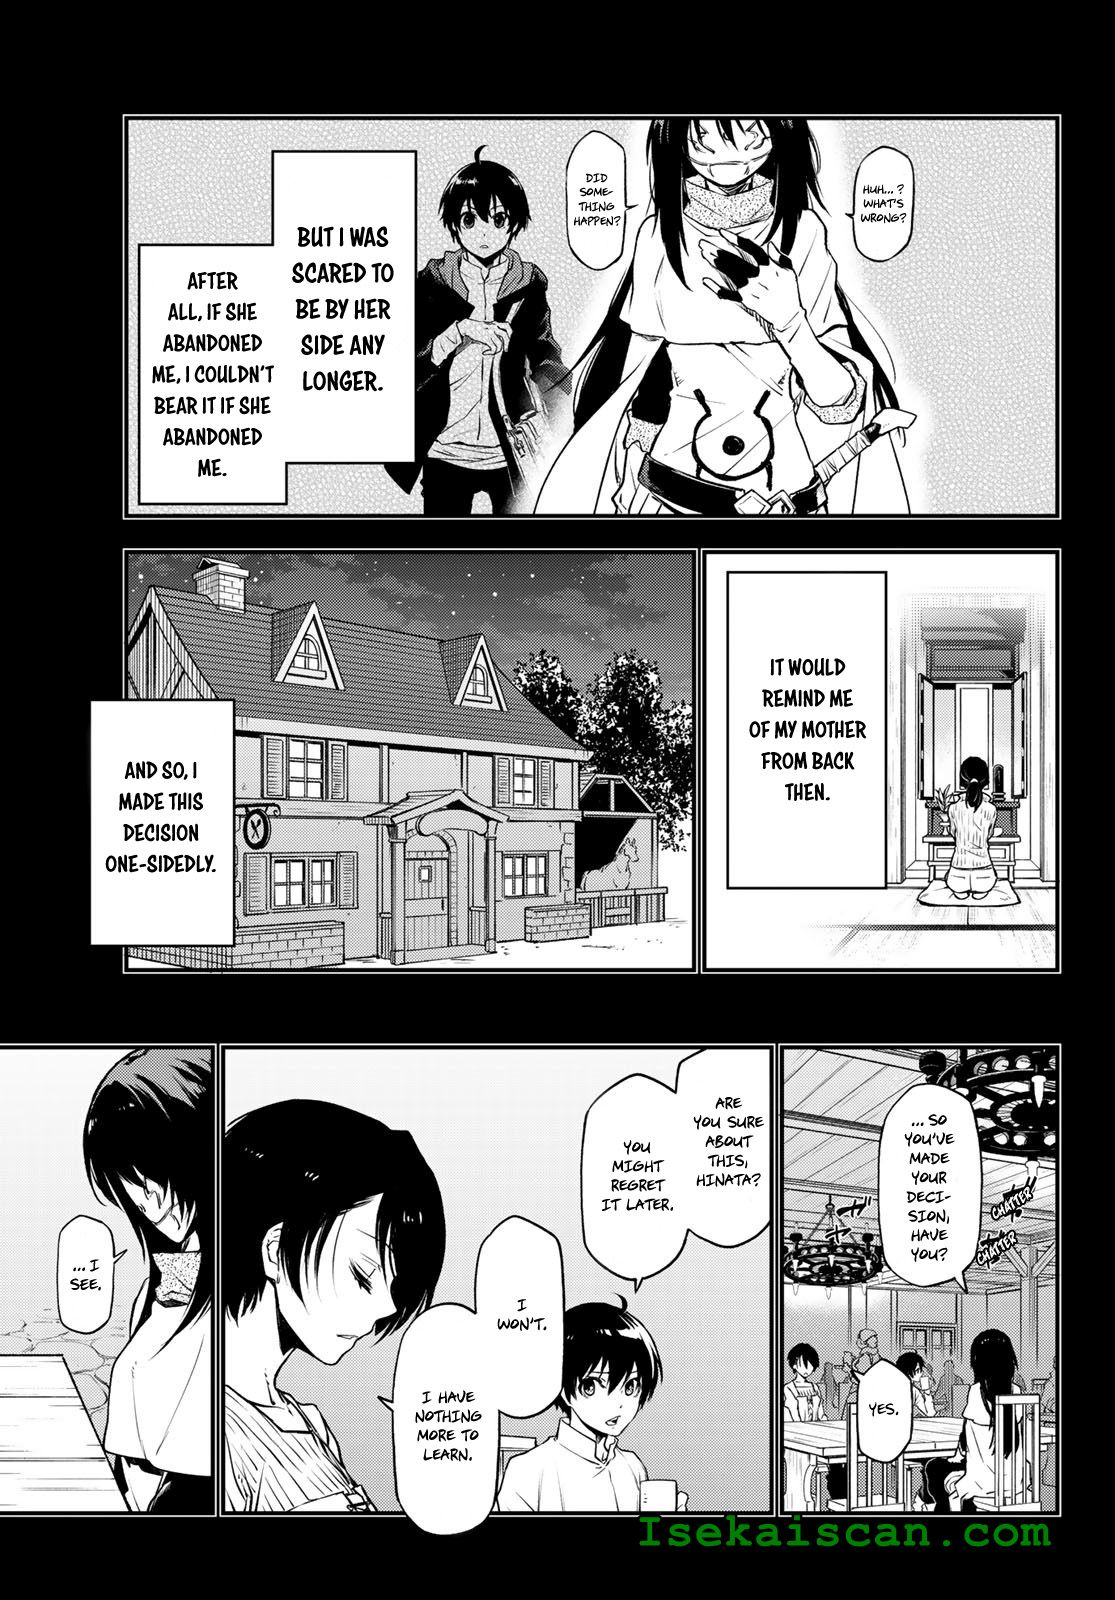 HUH... ?
WHAT'S
WRONG?
DID
SOME-
THING
HAPPEN?
BUT I WAS
SCARED TO
BE BY HER
SIDE ANY
LONGER.
AFTER
ALL, IF SHE
ABANDONED
ME, I COULDN'T
BEAR IT IF SHE
ABANDONED
ME.
IT WOULD
REMIND ME
OF MY MOTHER
FROM BACK
THEN.
AND SO, I
MADE THIS
DECISION
ONE-SIDEDLY.
... SO
YOU'VE
MADE
YOUR
DECI-
SION,
HAVE
YOU?
CHATTER
CHATTER
YES.
ARE
YOU SURE
ABOUT
THIS,
HINATA?
YOU
MIGHT
REGRET
IT LATER.
I
WON'T.
I HAVE
NOTHING
MORE TO
LEARN.
... I
SEE.
Isekaiscan.com